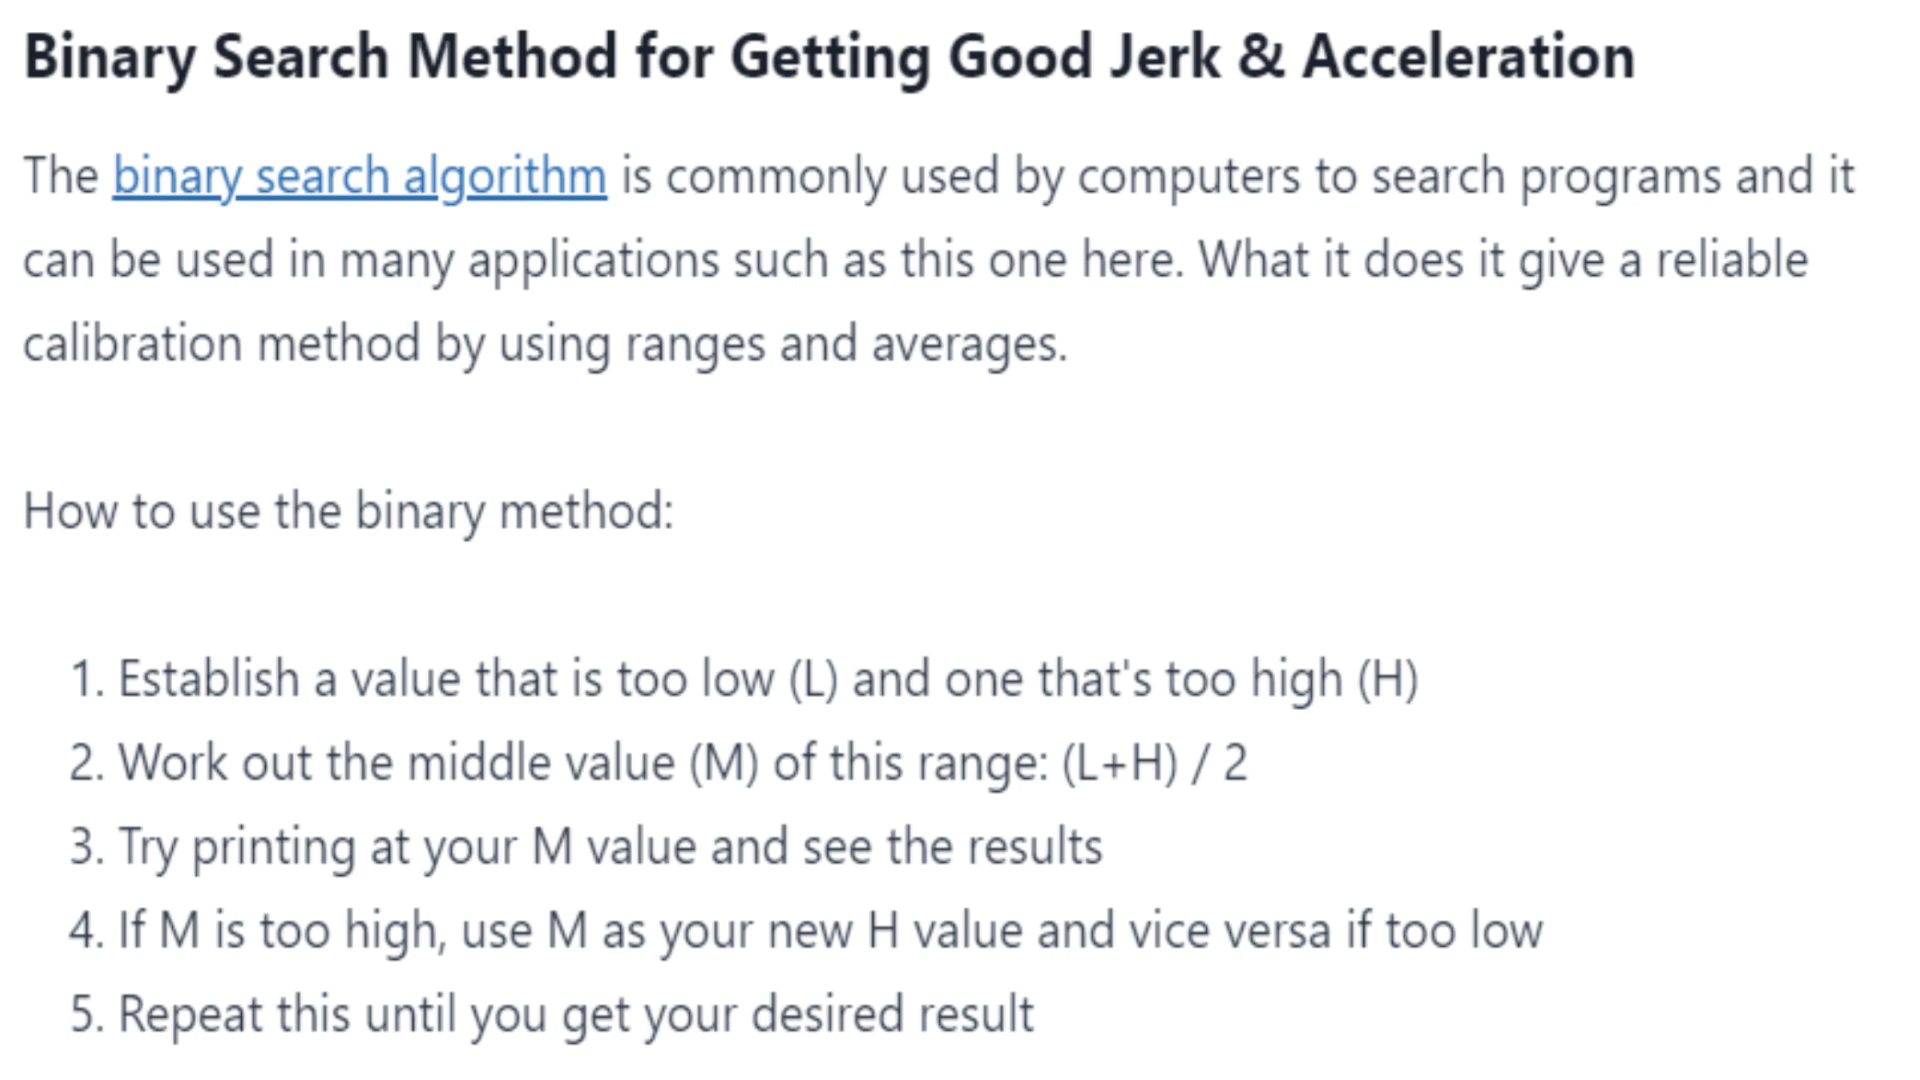 Binary Search Method for Getting Good Jerk & Acceleration
The binary search algorithm is commonly used by computers to search programs and it
can be used in many applications such as this one here. What it does it give a reliable
calibration method by using ranges and averages.
How to use the binary method:
1. Establish a value that is too low (L) and one that's too high (H)
2. Work out the middle value (M) of this range: (L+H) / 2
3. Try printing at your M value and see the results
4. If M is too high, use M as your new H value and vice versa if too low
5. Repeat this until you get your desired result